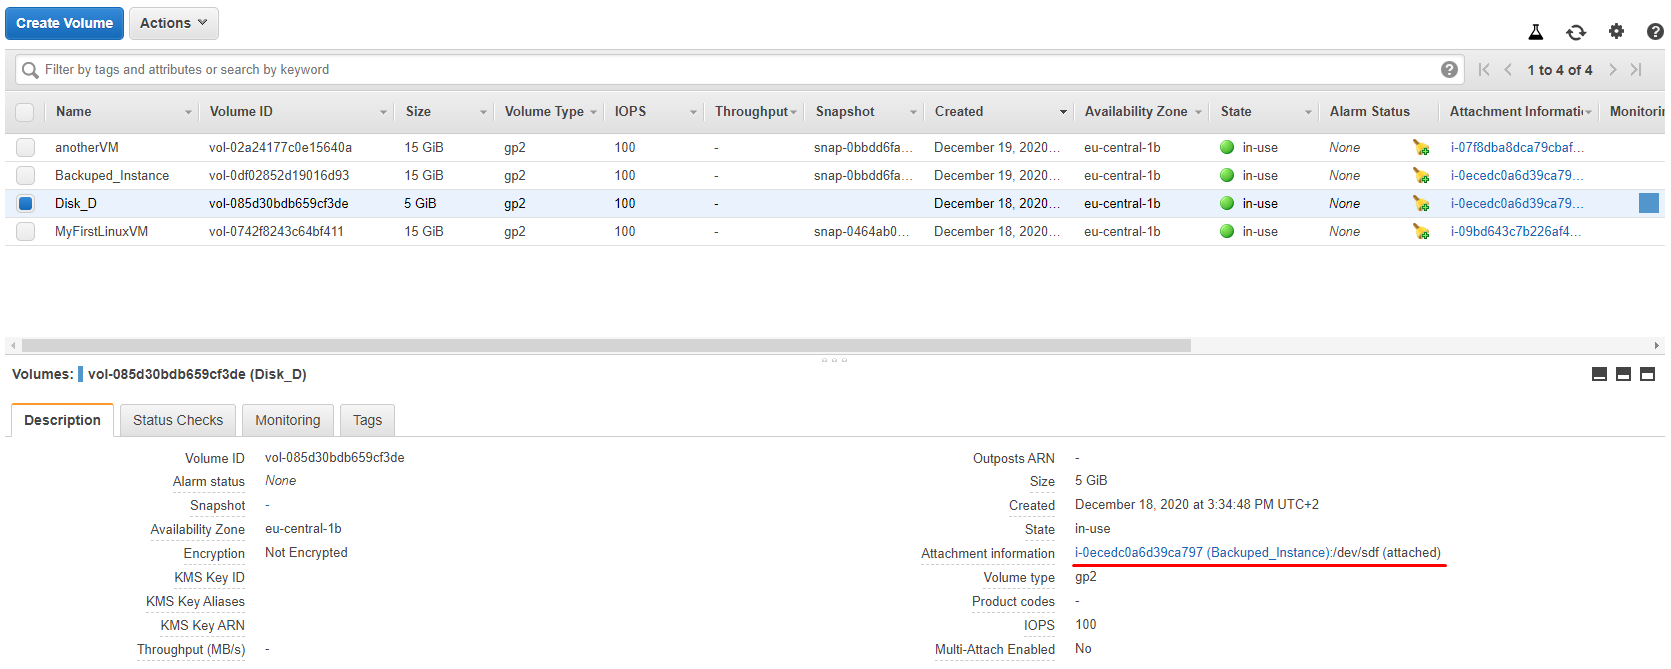 Create Volume Actions
Filter by tags and attributes or search by keyword 1 to 4 of 4
Name Volume ID Size Volume Type IOPS Throughput Snapshot Created Availability Zone State Alarm Status Attachment Informati Monitorin
anotherVM vol-02a24177c0e15640a 15 GiB gp2 100 - snap-0bbdd6fa... December 19, 2020... eu-central-1b in-use None i-07f8dba8dca79cbaf...
Backuped_Instance vol-0df02852d19016d93 15 GiB gp2 100 - snap-0bbdd6fa... December 19, 2020... eu-central-1b in-use None i-0ecedc0a6d39ca79...
Disk_D vol-085d30bdb659cf3de 5 GiB gp2 100 - December 18, 2020... eu-central-1b in-use None i-0ecedc0a6d39ca79...
MyFirstLinuxVM vol-0742f8243c64bf411 15 GiB gp2 100 - snap-0464ab0... December 18, 2020... eu-central-1b in-use None i-09bd643c7b226af4...
Volumes: vol-085d30bdb659cf3de (Disk_D)
Description Status Checks Monitoring Tags
Volume ID vol-085d30bdb659cf3de Outposts ARN -
Alarm status None Size 5 GiB
Snapshot - Created December 18, 2020 at 3:34:48 PM UTC+2
Availability Zone eu-central-1b State in-use
Encryption Not Encrypted Attachment information i-0ecedc0a6d39ca797 (Backuped_Instance):/dev/sdf (attached)
KMS Key ID Volume type gp2
KMS Key Aliases Product codes -
KMS Key ARN IOPS 100
Throughput (MB/s) - Multi-Attach Enabled No